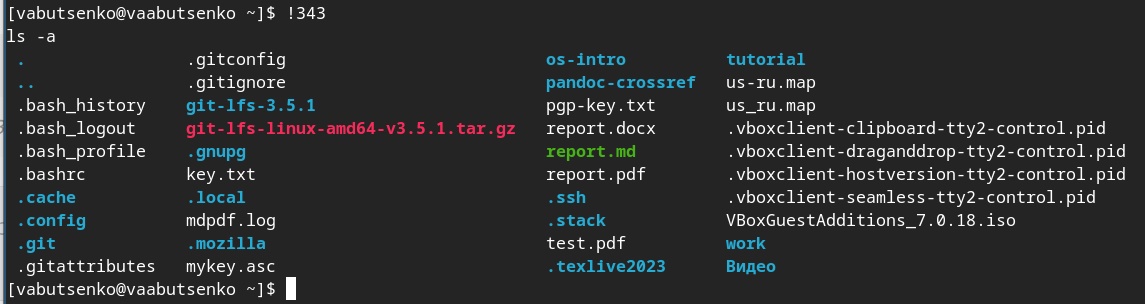 [vabutsenko@vaabutsenko ~]$ !343
ls -a
. .gitconfig os-intro tutorial
.. .gitignore pandoc-crossref us-ru.map
.bash_history git-lfs-3.5.1 pgp-key.txt us_ru.map
.bash_logout git-lfs-linux-amd64-v3.5.1.tar.gz report.docx .vboxclient-clipboard-tty2-control.pid
.bash_profile .gnupg report.md .vboxclient-draganddrop-tty2-control.pid
.bashrc key.txt report.pdf .vboxclient-hostversion-tty2-control.pid
.cache .local .ssh .vboxclient-seamless-tty2-control.pid
.config mdpdf.log .stack VBoxGuestAdditions_7.0.18.iso
.git .mozilla test.pdf work
.gitattributes mykey.asc .texlive2023 Видео
[vabutsenko@vaabutsenko ~]$